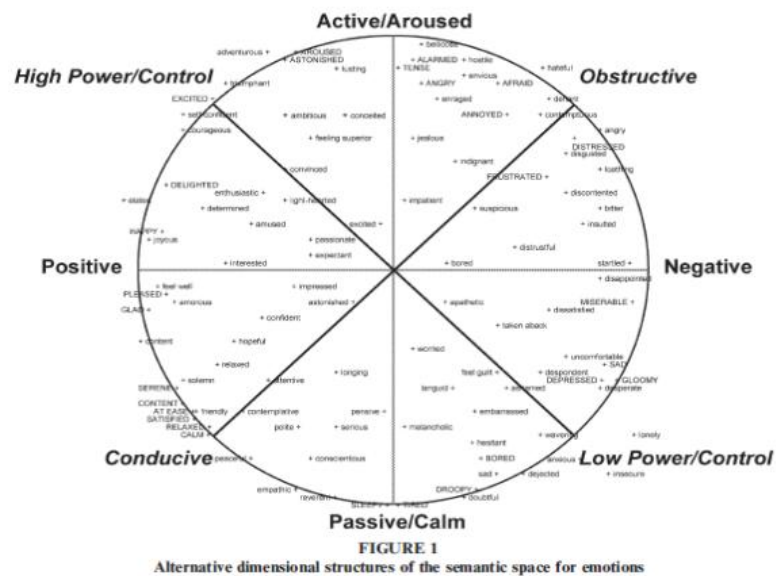 Active/Aroused
+ bellicose
adventurous +
+ AROUSED
+ ASTONISHED
ALARMED +
+ hostile
+ lusting
+ TENSE
+ hateful
+ envious
High Power/Control
Obstructive
+ triumphant
+ ANGRY
+ AFRAID
EXCITED +
+ enraged
+ defiant
+ self-confident
+ ambitious
+ conceited
ANNOYED +
+ contemptuous
+ courageous
+ angry
+ feeling superior
+ jealous
+
DISTRESSED
+ disgusted
+ indignant
+ convinced
+ loathing
FRUSTRATED +
+ DELIGHTED
enthusiastic +
+ discontented
+ light-hearted
+ impatient
+ determined
+ suspicious
+ bitter
+ amused
excited +
+ insulted
HAPPY +
+ joyous
+ passionate
+ distrustful
+ expectant
Positive
+ interested
+ bored
startled +
Negative
+ disappointed
+ feel well
+ impressed
PLEASED +
+ amorous
astonished +
+ apathetic
MISERABLE +
GLAD +
+ dissatisfied
+ confident
+ taken aback
+ content
+ hopeful
+ worried
+ uncomfortable
+ relaxed
+ SAD
+ longing
feel guilt +
+ despondent
+ solemn
+ attentive
DEPRESSED +
+ GLOOMY
SERENE +
languid +
+ ashamed
+ desperate
CONTENT +
AT EASE +
+ friendly
+ contemplative
pensive +
+ embarrassed
SATISFIED +
RELAXED +
polite +
+ serious
+ melancholic
CALM +
+ wavering
+ lonely
+ hesitant
Conducive
+ peaceful +
+ conscientious
+ BORED
anxious
Low Power/Control
sad +
+ dejected
+ insecure
empathic +
DROOPY +
reverent +
+ doubtful
SLEEPY +
+ TIRED
Passive/Calm
FIGURE 1
Alternative dimensional structures of the semantic space for emotions